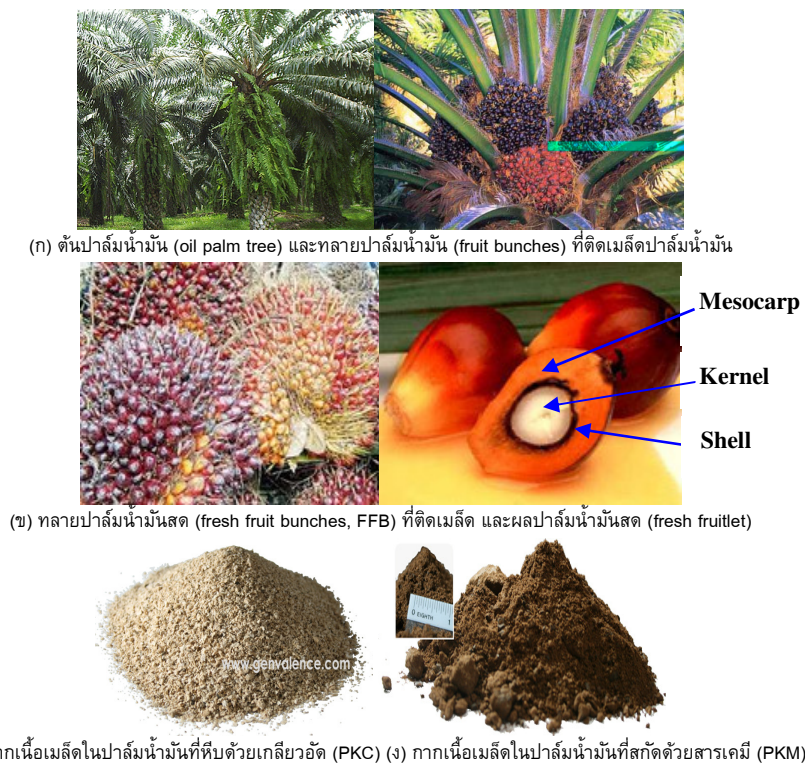 (ก) ต้นปาล์มน้ำมัน (oil palm tree) และทลายปาล์มน้ำมัน (fruit bunches) ที่ติดเมล็ดปาล์มน้ำมัน
Mesocarp
Kernel
Shell
(ข) ทลายปาล์มน้ำมันสด (fresh fruit bunches, FFB) ที่ติดเมล็ด และผลปาล์มน้ำมันสด (fresh fruitlet)
0 EIGHTH 1
www.genvalence.com
กเนื้อเมล็ดในปาล์มน้ำมันที่หีบด้วยเกลียวอัด (PKC) (ง) กากเนื้อเมล็ดในปาล์มน้ำมันที่สกัดด้วยสารเคมี (PKM)